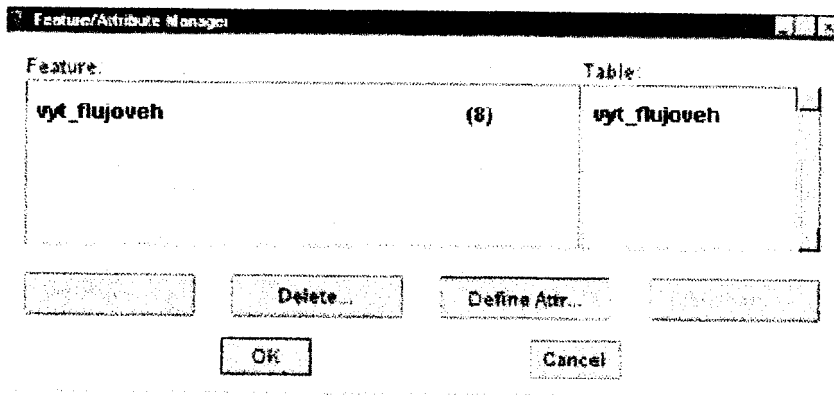 Feature/Attribute Manager
Feature: Table:
vyt_flujoveh (8) vyt_flujoveh
Delete... Define Attr...
OK Cancel